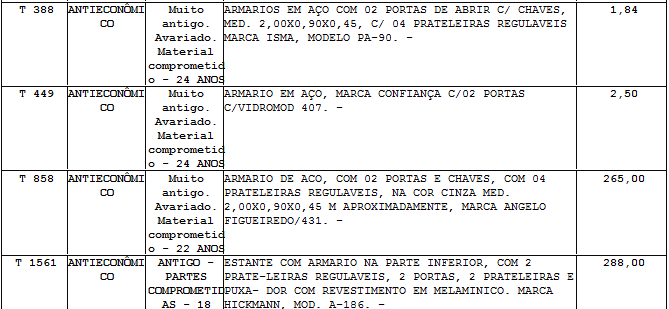 T 388 ANTIECONÔMI Muito ARMARIOS EM AÇO COM 02 PORTAS DE ABRIR C/ CHAVES, 1,84
CO antigo. MED. 2,00X0,90X0,45, C/ 04 PRATELEIRAS REGULAVEIS
Avariado. MARCA ISMA, MODELO PA-90. -
Material
comprometid
o - 24 ANOS
T 449 ANTIECONÔMI Muito ARMARIO EM AÇO, MARCA CONFIANÇA C/02 PORTAS 2,50
CO antigo. C/VIDROMOD 407. -
Avariado.
Material
comprometid
o - 24 ANOS
T 858 ANTIECONÔMI Muito ARMARIO DE ACO, COM 02 PORTAS E CHAVES, COM 04 265,00
CO antigo. PRATELEIRAS REGULAVEIS, NA COR CINZA MED.
Avariado. 2,00X0,90X0,45 M APROXIMADAMENTE, MARCA ANGELO
Material FIGUEIREDO/431. -
comprometid
o - 22 ANOS
T 1561 ANTIECONÔMI ANTIGO - ESTANTE COM ARMARIO NA PARTE INFERIOR, COM 2 288,00
CO PARTES PRATE-LEIRAS REGULAVEIS, 2 PORTAS, 2 PRATELEIRAS E
COMPROMETID PUXA- DOR COM REVESTIMENTO EM MELAMINICO. MARCA
AS - 18 HICKMANN, MOD. A-186. -